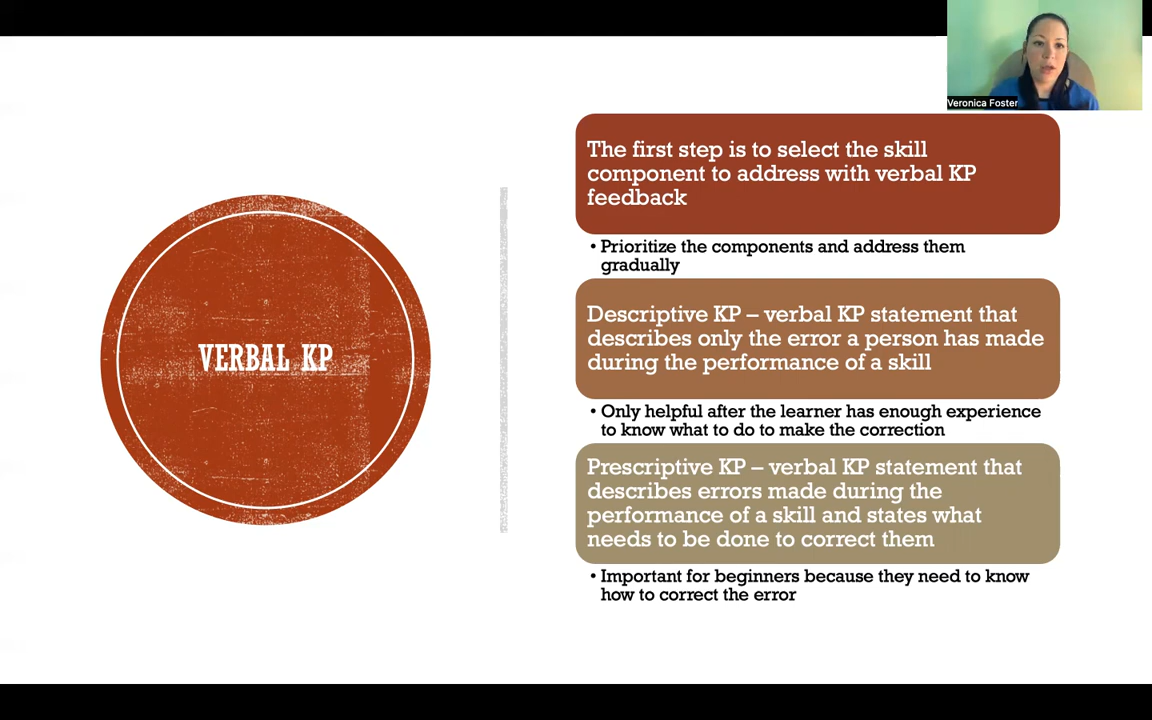 Veronica Foster
VERBAL KP
The first step is to select the skill
component to address with verbal KP
feedback
• Prioritize the components and address them
gradually
Descriptive KP – verbal KP statement that
describes only the error a person has made
during the performance of a skill
• Only helpful after the learner has enough experience
to know what to do to make the correction
Prescriptive KP – verbal KP statement that
describes errors made during the
performance of a skill and states what
needs to be done to correct them
• Important for beginners because they need to know
how to correct the error